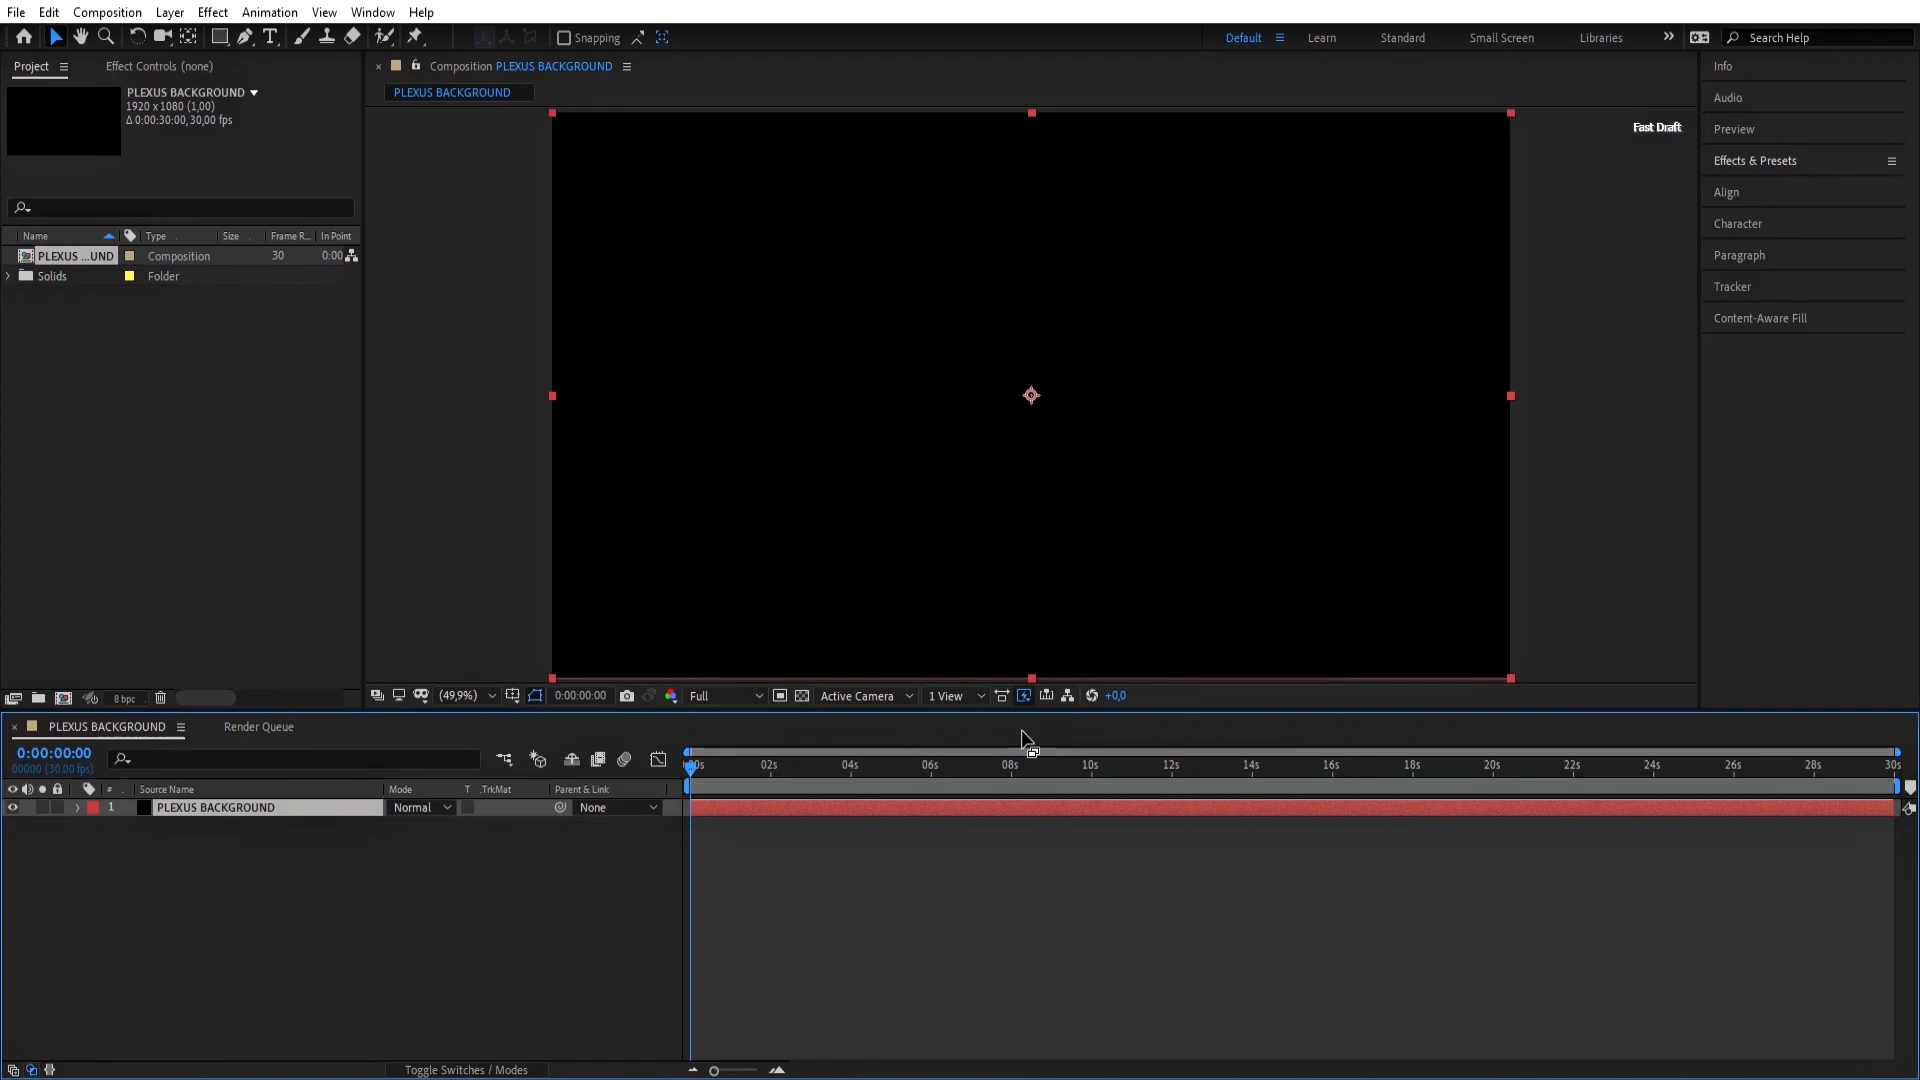 File Edit Composition Layer Effect Animation View Window Help
Snapping
Default Learn Standard Small Screen Libraries Search Help
Project Effect Controls (none)
PLEXUS BACKGROUND
1920 x 1080 (1,00)
Δ 0:00:30:00, 30,00 fps
Name Type Size Frame R... In Point
PLEXUS ...UND Composition 30 0:00
Solids Folder
8 bpc
Composition PLEXUS BACKGROUND
PLEXUS BACKGROUND
Fast Draft
(49,9%) 0:00:00:00 Full Active Camera 1 View +0,0
Info
Audio
Preview
Effects & Presets
Align
Character
Paragraph
Tracker
Content-Aware Fill
PLEXUS BACKGROUND Render Queue
0:00:00:00
00000 (30.00 fps)
02s 04s 06s 08s 10s 12s 14s 16s 18s 20s 22s 24s 26s 28s 30s
# Source Name Mode T .TrkMat Parent & Link
1 PLEXUS BACKGROUND Normal None
Toggle Switches / Modes